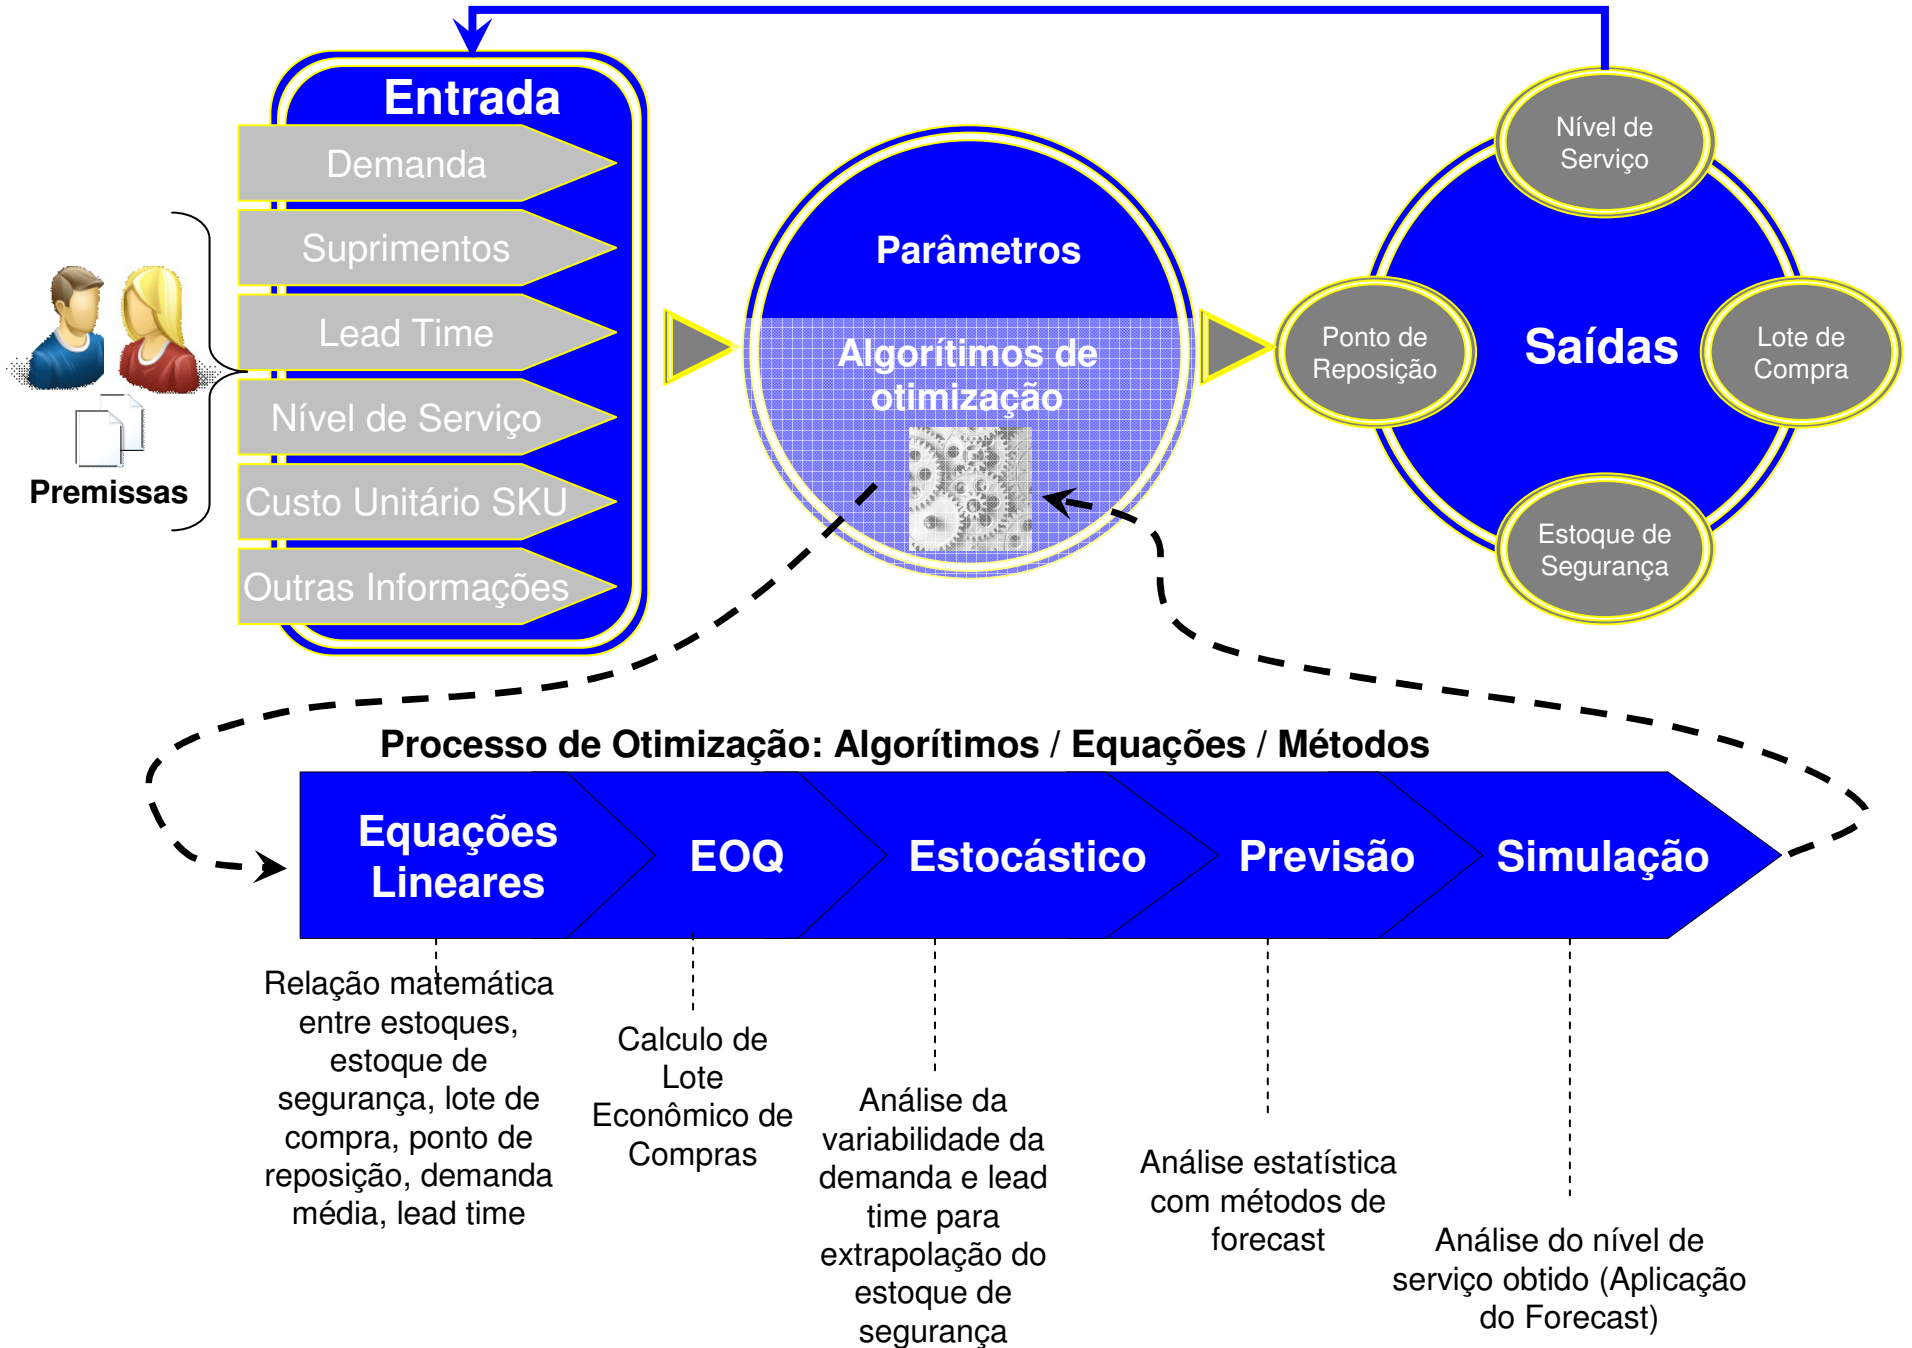 Entrada
Demanda
Suprimentos
Lead Time
Nível de Serviço
Custo Unitário SKU
Outras Informações
Premissas
Parâmetros
Algorítimos de
otimização
Saídas
Nível de
Serviço
Ponto de
Reposição
Lote de
Compra
Estoque de
Segurança
Processo de Otimização: Algorítimos / Equações / Métodos
Equações
Lineares
EOQ
Estocástico
Previsão
Simulação
Relação matemática
entre estoques,
estoque de
segurança, lote de
compra, ponto de
reposição, demanda
média, lead time
Calculo de
Lote
Econômico de
Compras
Análise da
variabilidade da
demanda e lead
time para
extrapolação do
estoque de
segurança
Análise estatística
com métodos de
forecast
Análise do nível de
serviço obtido (Aplicação
do Forecast)